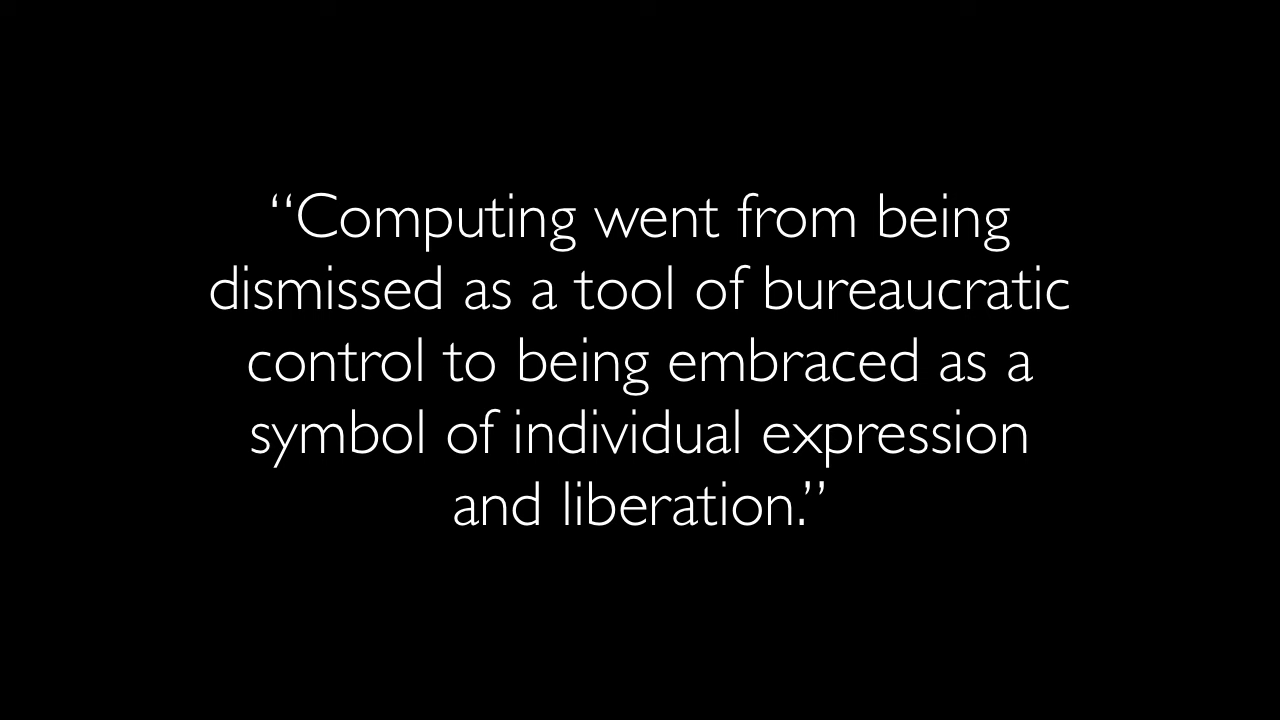 “Computing went from being
dismissed as a tool of bureaucratic
control to being embraced as a
symbol of individual expression
and liberation.”